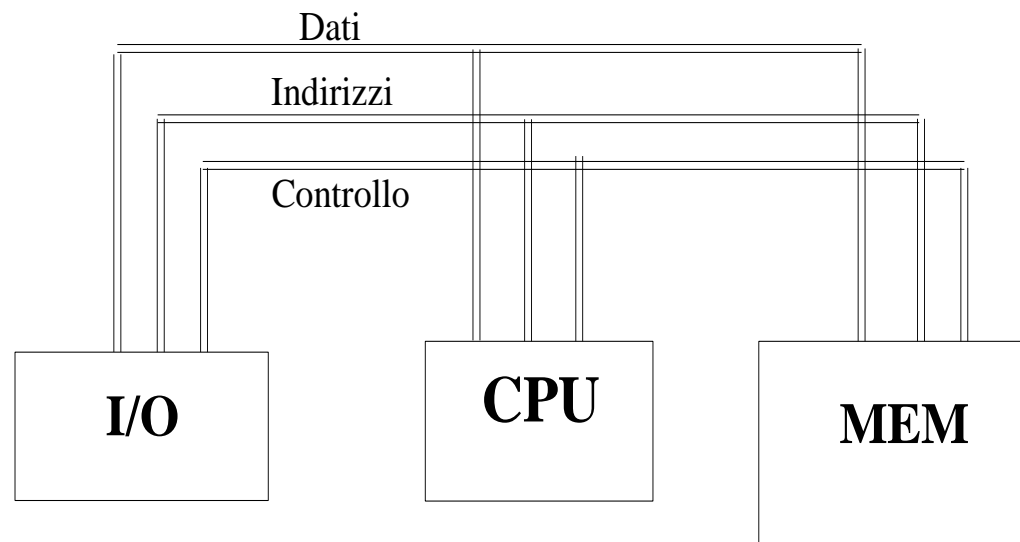 Dati
Indirizzi
Controllo
I/O
CPU
MEM